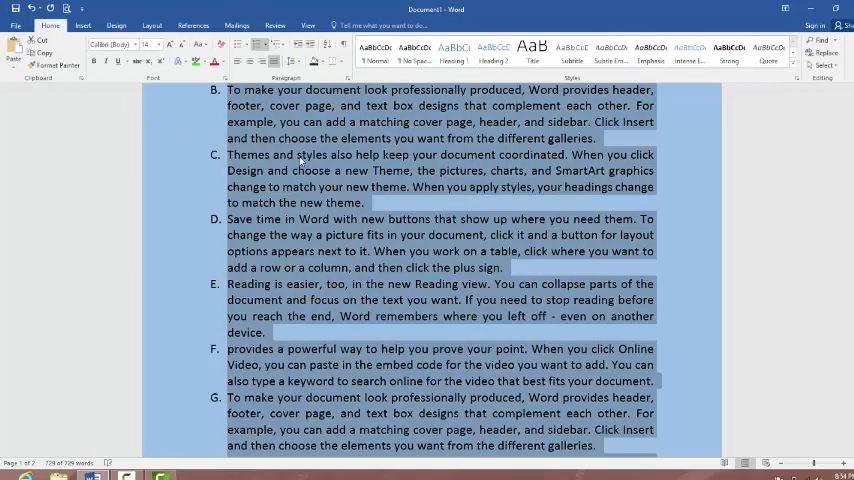 Document1 - Word
File Home Insert Design Layout References Mailings Review View Tell me what you want to do... Sign in Share
Paste
Cut
Copy
Format Painter
Calibri (Body) 14
AaBbCcDc AaBbCcDc AaBbC AaBbCcE AaB AaBbCcD AaBbCcDc AaBbCcDc AaBbCcDc AaBbCcDc AaBbCcDc
¶ Normal ¶ No Spac... Heading 1 Heading 2 Title Subtitle Subtle Em... Emphasis Intense E... Strong Quote
Find
Replace
Select
Clipboard Font Paragraph Styles Editing
B. To make your document look professionally produced, Word provides header,
footer, cover page, and text box designs that complement each other. For
example, you can add a matching cover page, header, and sidebar. Click Insert
and then choose the elements you want from the different galleries.
C. Themes and styles also help keep your document coordinated. When you click
Design and choose a new Theme, the pictures, charts, and SmartArt graphics
change to match your new theme. When you apply styles, your headings change
to match the new theme.
D. Save time in Word with new buttons that show up where you need them. To
change the way a picture fits in your document, click it and a button for layout
options appears next to it. When you work on a table, click where you want to
add a row or a column, and then click the plus sign.
E. Reading is easier, too, in the new Reading view. You can collapse parts of the
document and focus on the text you want. If you need to stop reading before
you reach the end, Word remembers where you left off - even on another
device.
F. provides a powerful way to help you prove your point. When you click Online
Video, you can paste in the embed code for the video you want to add. You can
also type a keyword to search online for the video that best fits your document.
G. To make your document look professionally produced, Word provides header,
footer, cover page, and text box designs that complement each other. For
example, you can add a matching cover page, header, and sidebar. Click Insert
and then choose the elements you want from the different galleries.
Page 1 of 2 729 of 729 words
8:54 PM